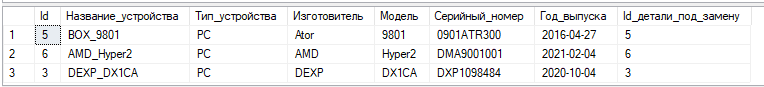 Id Название_устройства Тип_устройства Изготовитель Модель Серийный_номер Год_выпуска Id_детали_под_замену
1 5 BOX_9801 PC Ator 9801 0901ATR300 2016-04-27 5
2 6 AMD_Hyper2 PC AMD Hyper2 DMA9001001 2021-02-04 6
3 3 DEXP_DX1CA PC DEXP DX1CA DXP1098484 2020-10-04 3